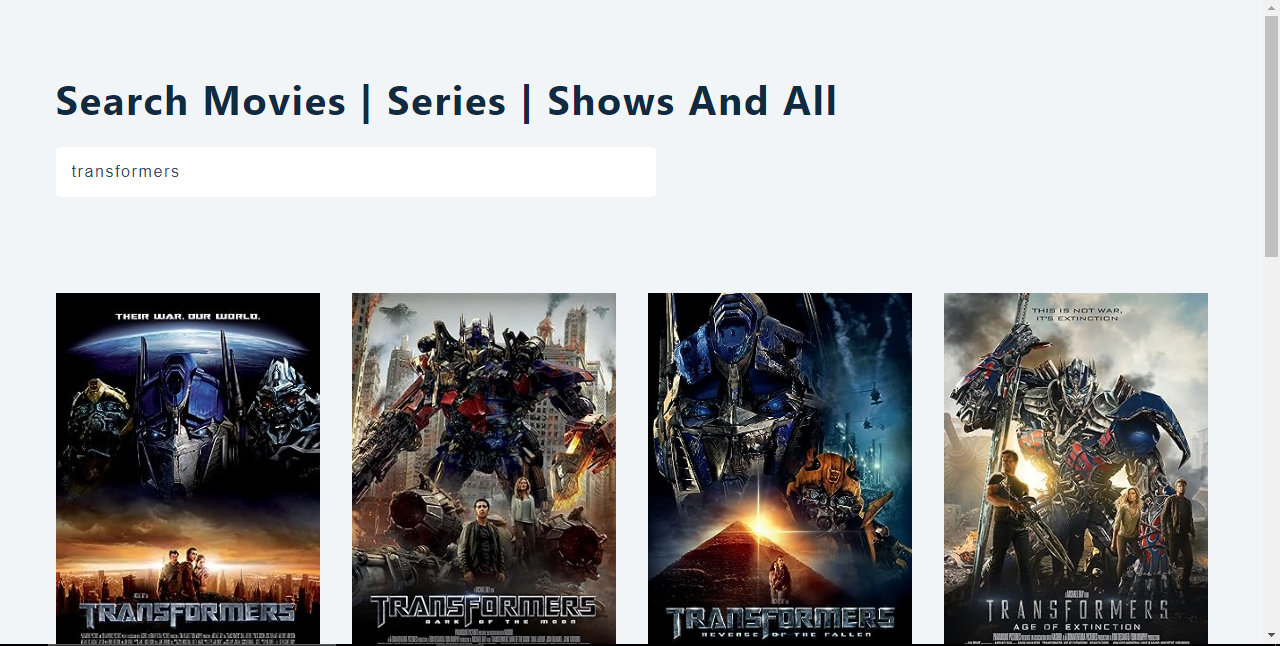 Search Movies | Series | Shows And All
transformers
THEIR WAR. OUR WORLD.
TRANSFORMERS
TRANSFORMERS
DARK OF THE MOON
TRANSFORMERS
REVENGE OF THE FALLEN
THIS IS NOT WAR,
IT'S EXTINCTION
TRANSFORMERS
AGE OF EXTINCTION